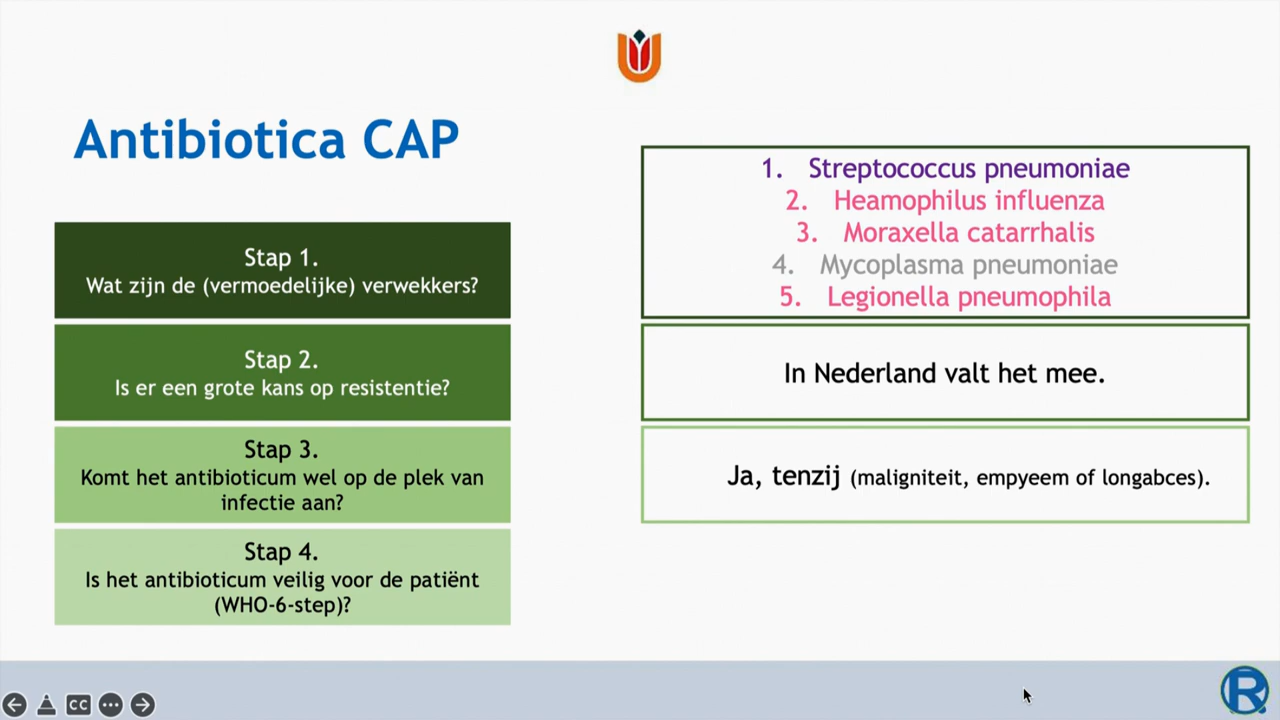 Antibiotica CAP
Stap 1.
Wat zijn de (vermoedelijke) verwekkers?
Stap 2.
Is er een grote kans op resistentie?
Stap 3.
Komt het antibioticum wel op de plek van
infectie aan?
Stap 4.
Is het antibioticum veilig voor de patiënt
(WHO-6-step)?
1. Streptococcus pneumoniae
2. Heamophilus influenza
3. Moraxella catarrhalis
4. Mycoplasma pneumoniae
5. Legionella pneumophila
In Nederland valt het mee.
Ja, tenzij (maligniteit, empyeem of longabces).
CC
R